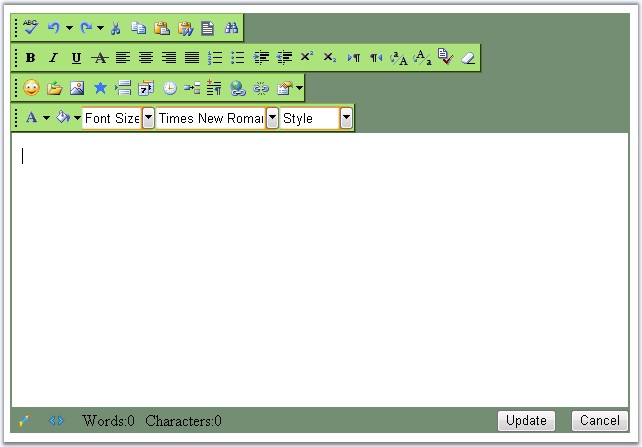 ABC
B I U A
A Font Size Times New Roman Style
Words:0 Characters:0 Update Cancel